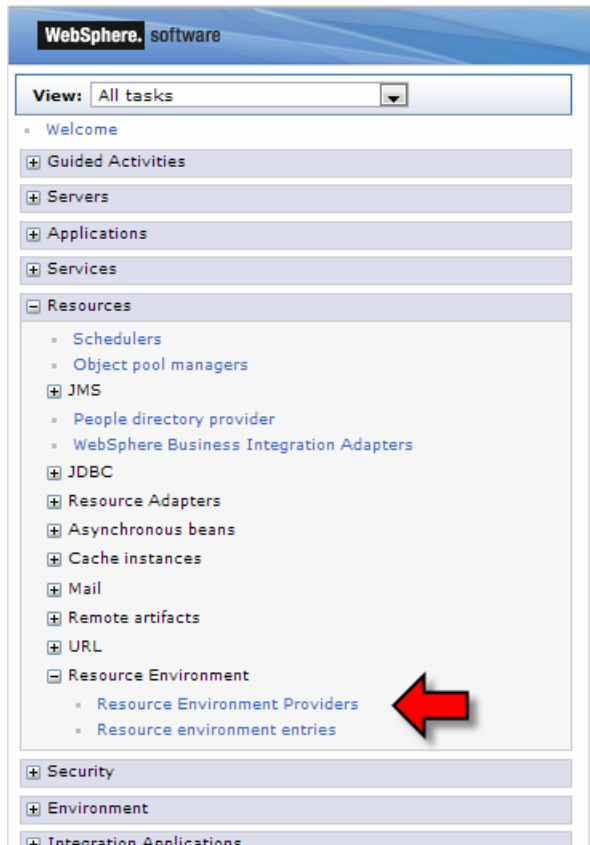 WebSphere. software
View: All tasks
Welcome
Guided Activities
Servers
Applications
Services
Resources
Schedulers
Object pool managers
JMS
People directory provider
WebSphere Business Integration Adapters
JDBC
Resource Adapters
Asynchronous beans
Cache instances
Mail
Remote artifacts
URL
Resource Environment
Resource Environment Providers
Resource environment entries
Security
Environment
Integration Applications